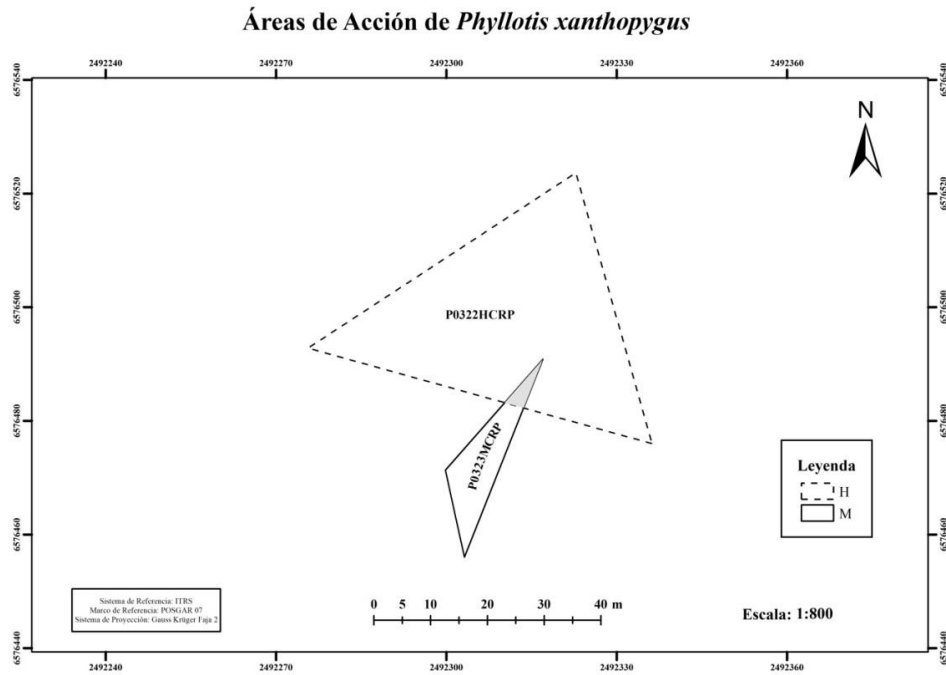 Áreas de Acción de Phyllotis xanthopygus
2492240 2492270 2492300 2492330 2492360
6576540 6576540
N
6576520 6576520
6576500 6576500
P0322HCRP
6576480 6576480
P0323MCRP
Leyenda
H
M
6576460 6576460
Sistema de Referencia: ITRS
Marco de Referencia: POSGAR 07
Sistema de Proyección: Gauss Krüger Faja 2
0 5 10 20 30 40 m
Escala: 1:800
6576440 6576440
2492240 2492270 2492300 2492330 2492360